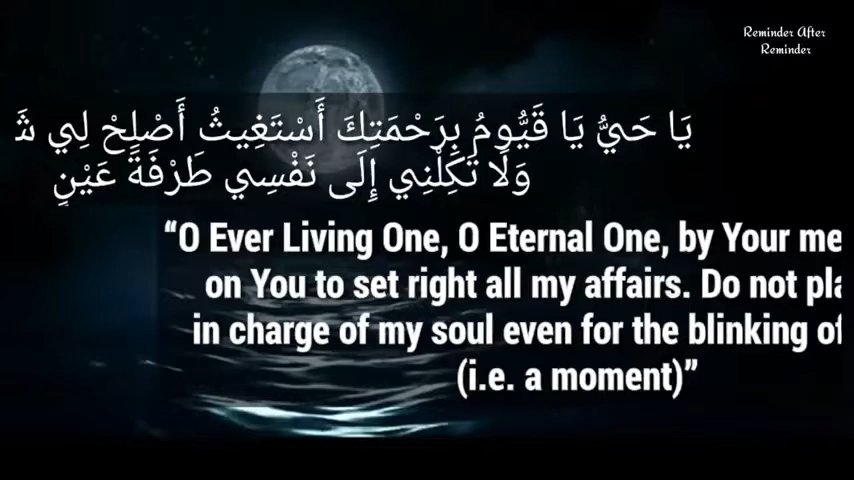 Reminder After
Reminder
يَا حَيُّ يَا قَيُّومُ بِرَحْمَتِكَ أَسْتَغِيثُ أَصْلِحْ لِي
وَلَا تَكِلْنِي إِلَى نَفْسِي طَرْفَةَ عَيْنٍ
“O Ever Living One, O Eternal One, by Your
on You to set right all my affairs. Do not
in charge of my soul even for the blinking
(i.e. a moment)”